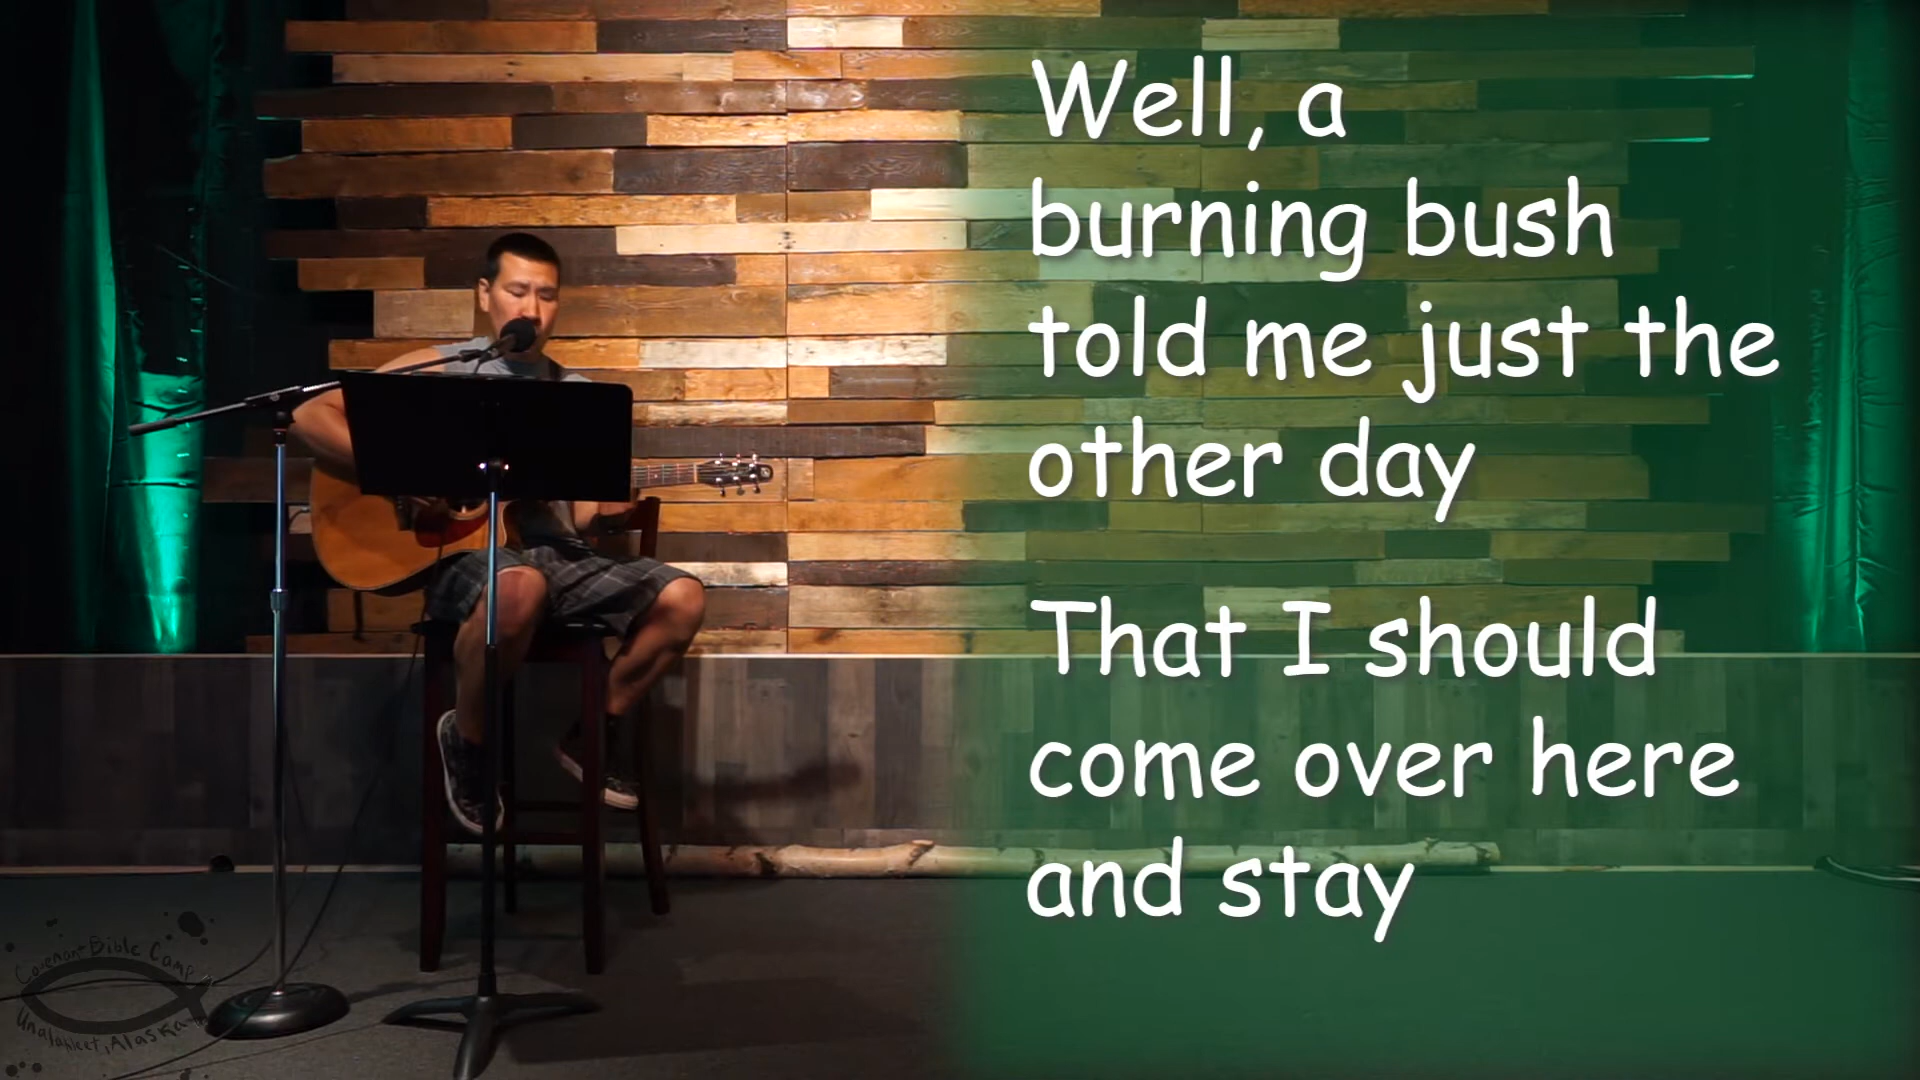 Well, a
burning bush
told me just the
other day
That I should
come over here
and stay
Covenant Bible Camp
Unalakleet, Alaska